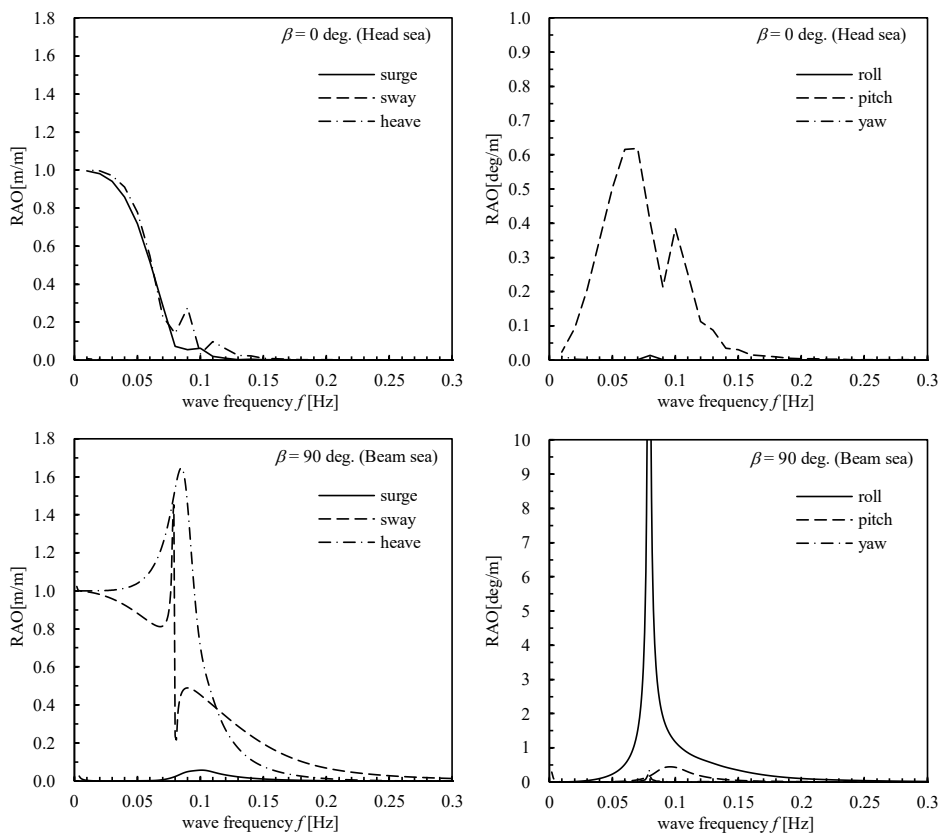 1.8
1.6
1.4
1.2
1.0
0.8
0.6
0.4
0.2
0.0
RAO[m/m]
β = 0 deg. (Head sea)
surge
sway
heave
0 0.05 0.1 0.15 0.2 0.25 0.3
wave frequency f [Hz]
1.0
0.9
0.8
0.7
0.6
0.5
0.4
0.3
0.2
0.1
0.0
RAO[deg/m]
β = 0 deg. (Head sea)
roll
pitch
yaw
0 0.05 0.1 0.15 0.2 0.25 0.3
wave frequency f [Hz]
1.8
1.6
1.4
1.2
1.0
0.8
0.6
0.4
0.2
0.0
RAO[m/m]
β = 90 deg. (Beam sea)
surge
sway
heave
0 0.05 0.1 0.15 0.2 0.25 0.3
wave frequency f [Hz]
10
9
8
7
6
5
4
3
2
1
0
RAO[deg/m]
β = 90 deg. (Beam sea)
roll
pitch
yaw
0 0.05 0.1 0.15 0.2 0.25 0.3
wave frequency f [Hz]